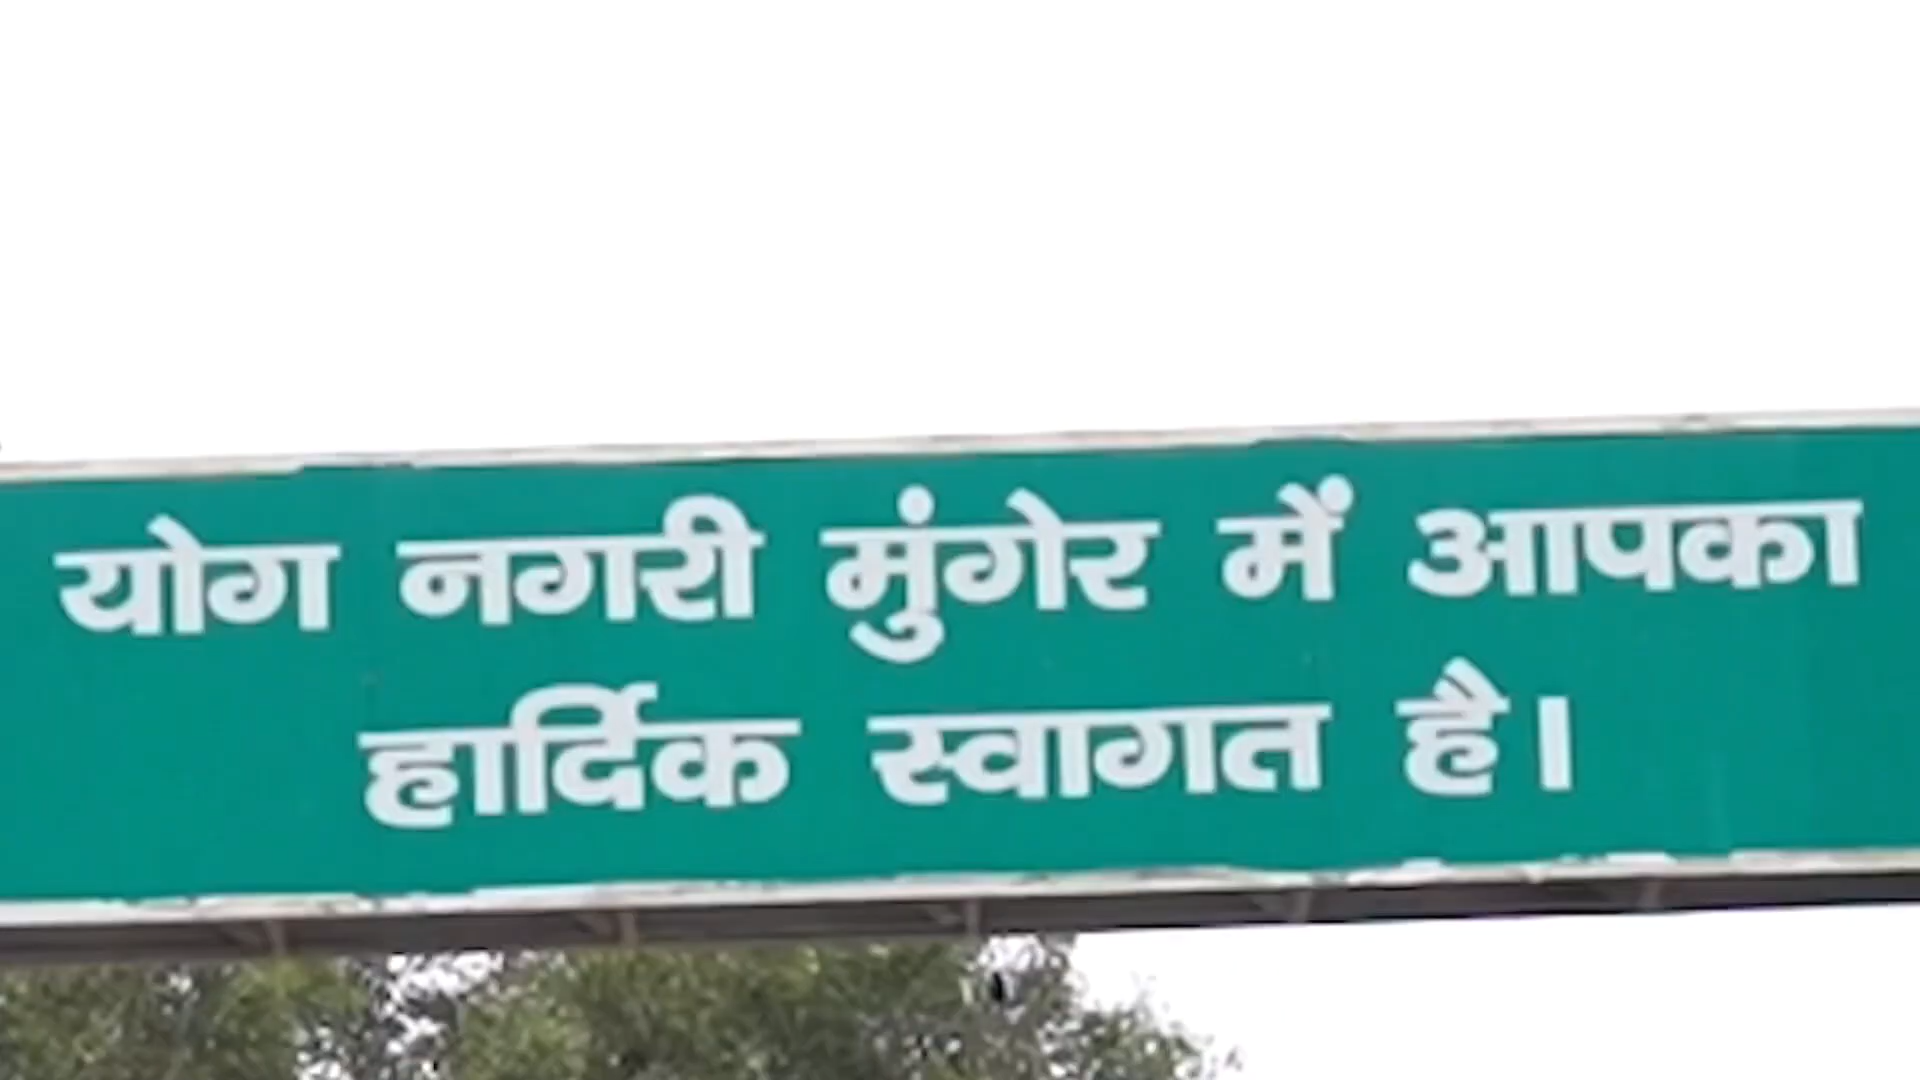 योग नगरी मुंगेर में आपका
हार्दिक स्वागत है।